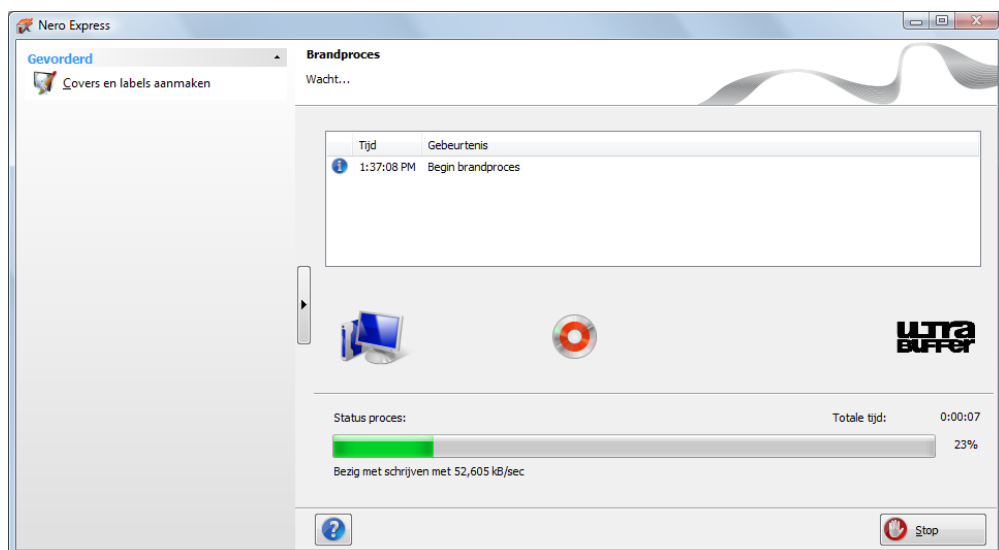 Nero Express
Gevorderd
Covers en labels aanmaken
Brandproces
Wacht...
Tijd Gebeurtenis
1:37:08 PM Begin brandproces
ULTRA
BUFFER
Status proces: Totale tijd: 0:00:07
23%
Bezig met schrijven met 52,605 kB/sec
Stop